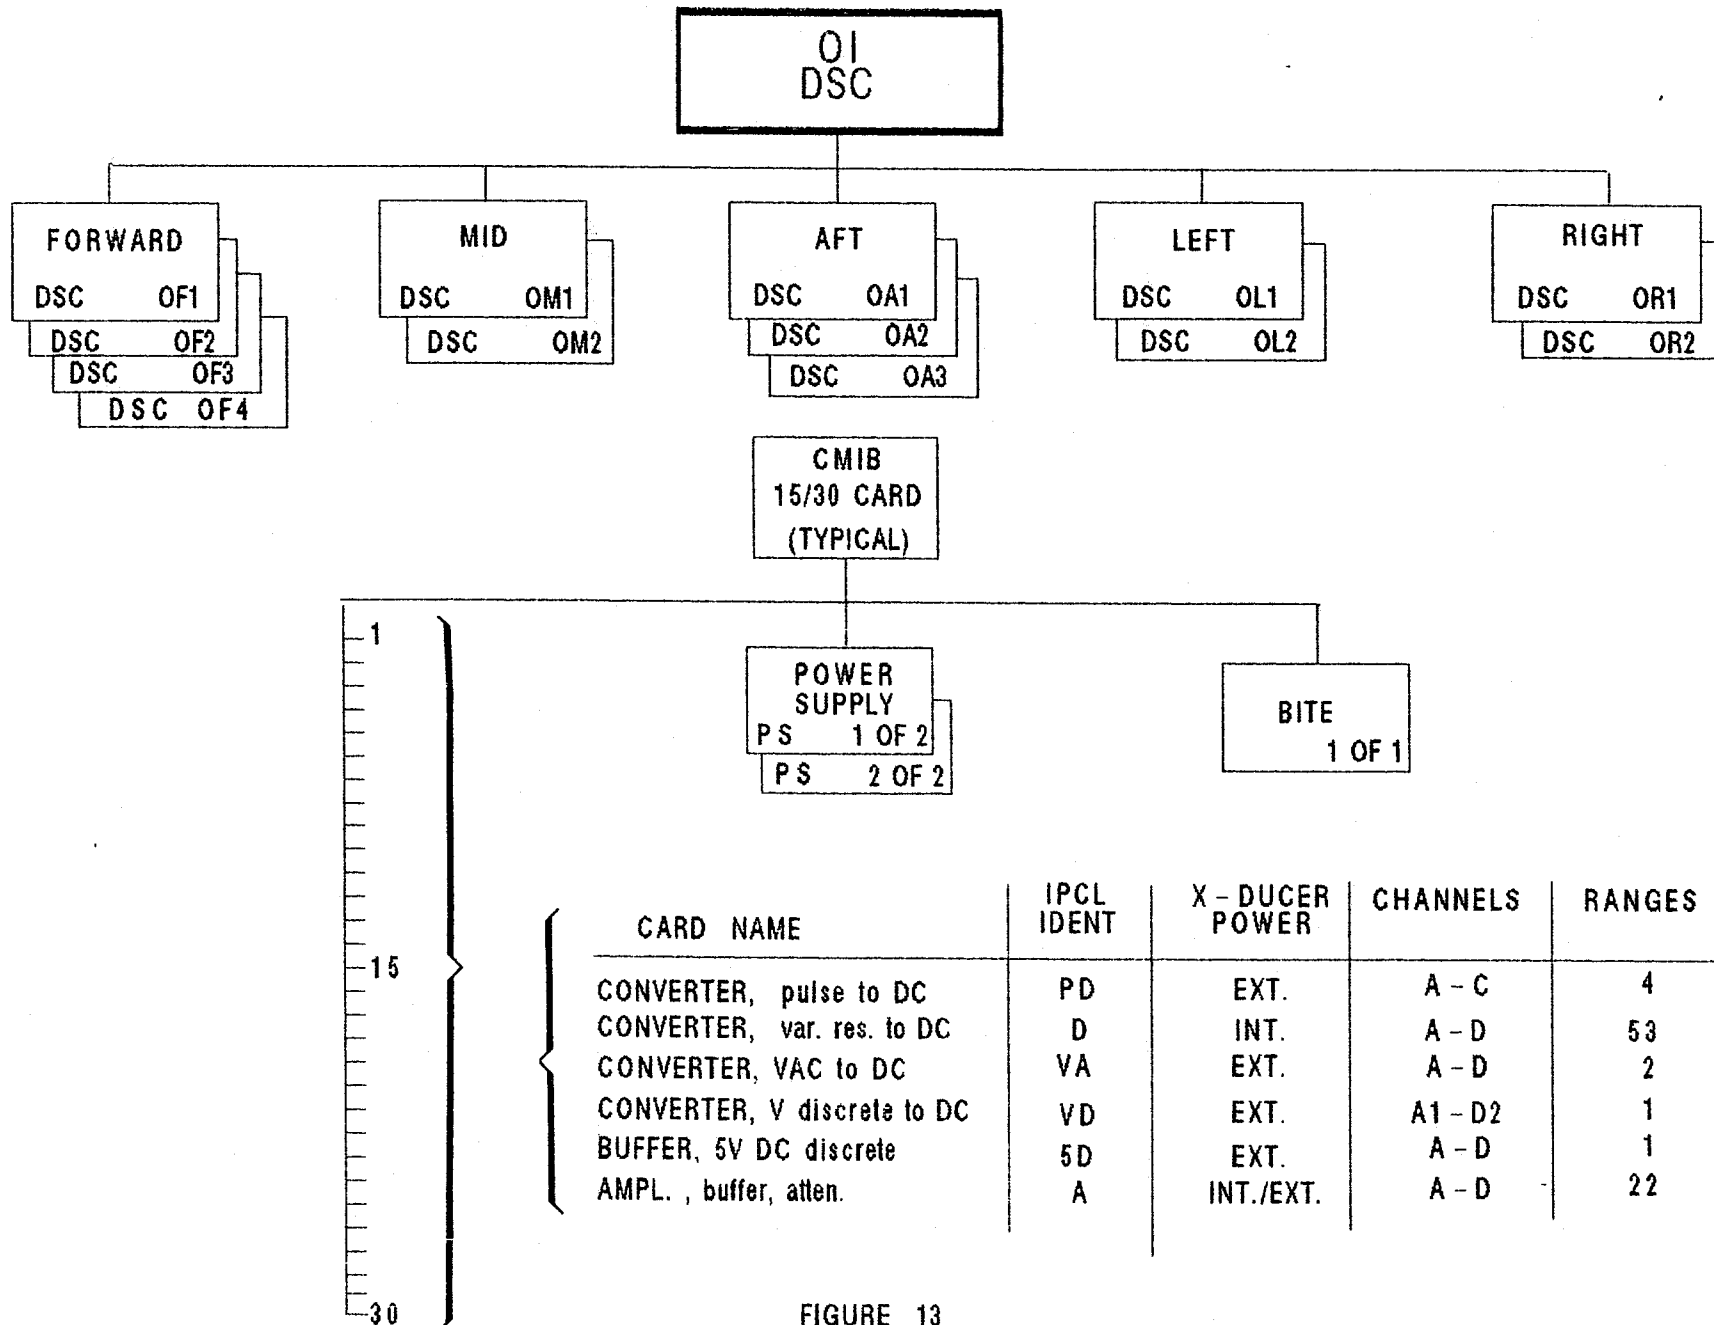 OI
DSC
FORWARD
DSC OF1
DSC OF2
DSC OF3
DSC OF4
MID
DSC OM1
DSC OM2
AFT
DSC OA1
DSC OA2
DSC OA3
LEFT
DSC OL1
DSC OL2
RIGHT
DSC OR1
DSC OR2
CMIB
15/30 CARD
(TYPICAL)
1
15
30
POWER
SUPPLY
PS 1 OF 2
PS 2 OF 2
BITE
1 OF 1
CARD NAME IPCL IDENT X-DUCER POWER CHANNELS RANGES
CONVERTER, pulse to DC PD EXT. A-C 4
CONVERTER, var. res. to DC D INT. A-D 53
CONVERTER, VAC to DC VA EXT. A-D 2
CONVERTER, V discrete to DC VD EXT. A1-D2 1
BUFFER, 5V DC discrete 5D EXT. A-D 1
AMPL. , buffer, atten. A INT./EXT. A-D 22
FIGURE 13